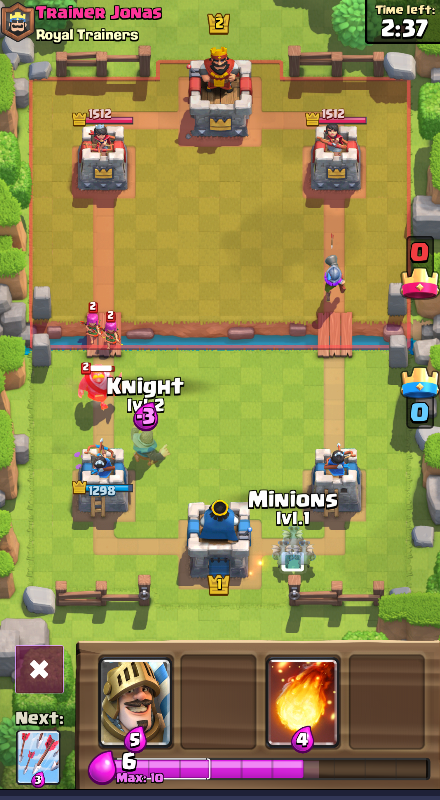 Trainer Jonas
Royal Trainers
2
Time left:
2:37
1512
1512
0
2
2
2
Knight
lvl.2
-3
0
1298
Minions
lvl.1
1
5
4
Next:
3
6
Max:10